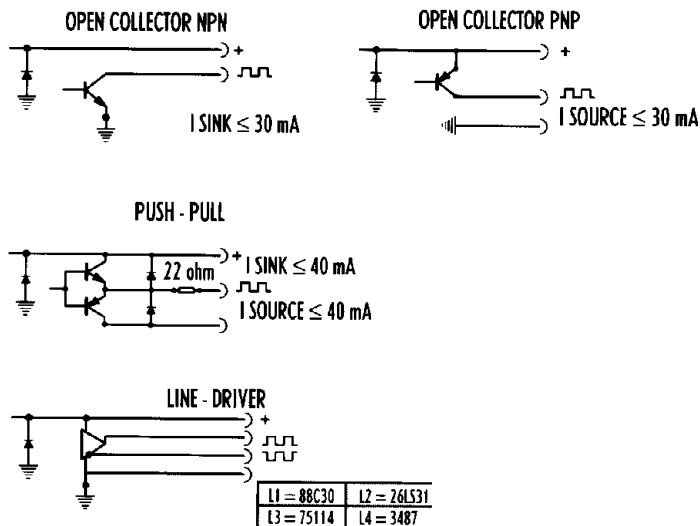 OPEN COLLECTOR NPN
+
I SINK ≤ 30 mA
OPEN COLLECTOR PNP
+
I SOURCE ≤ 30 mA
PUSH - PULL
+
I SINK ≤ 40 mA
22 ohm
I SOURCE ≤ 40 mA
LINE - DRIVER
+
L1 = 88C30 L2 = 26LS31
L3 = 75114 L4 = 3487